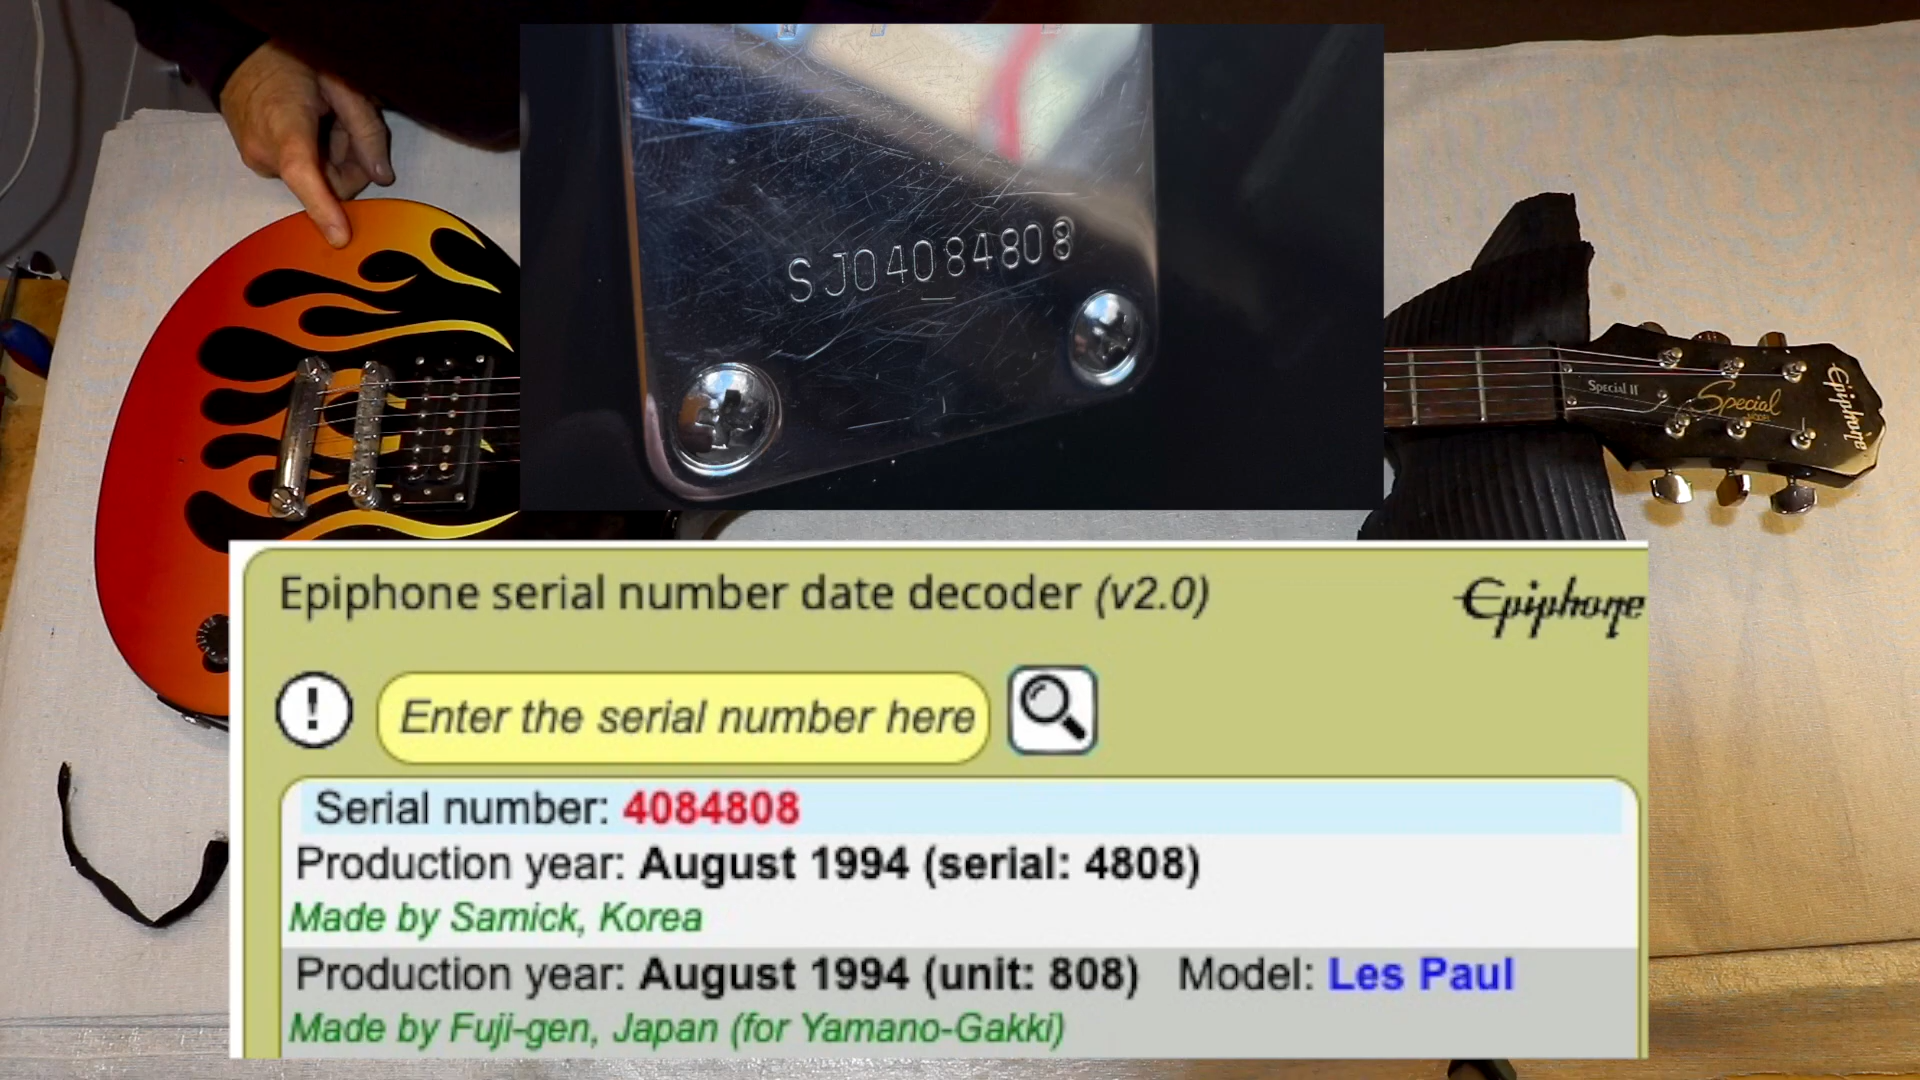 SJ04084808
Special II
Special
Epiphone
Epiphone serial number date decoder (v2.0)
Epiphone
!
Enter the serial number here
Serial number: 4084808
Production year: August 1994 (serial: 4808)
Made by Samick, Korea
Production year: August 1994 (unit: 808) Model: Les Paul
Made by Fuji-gen, Japan (for Yamano-Gakki)